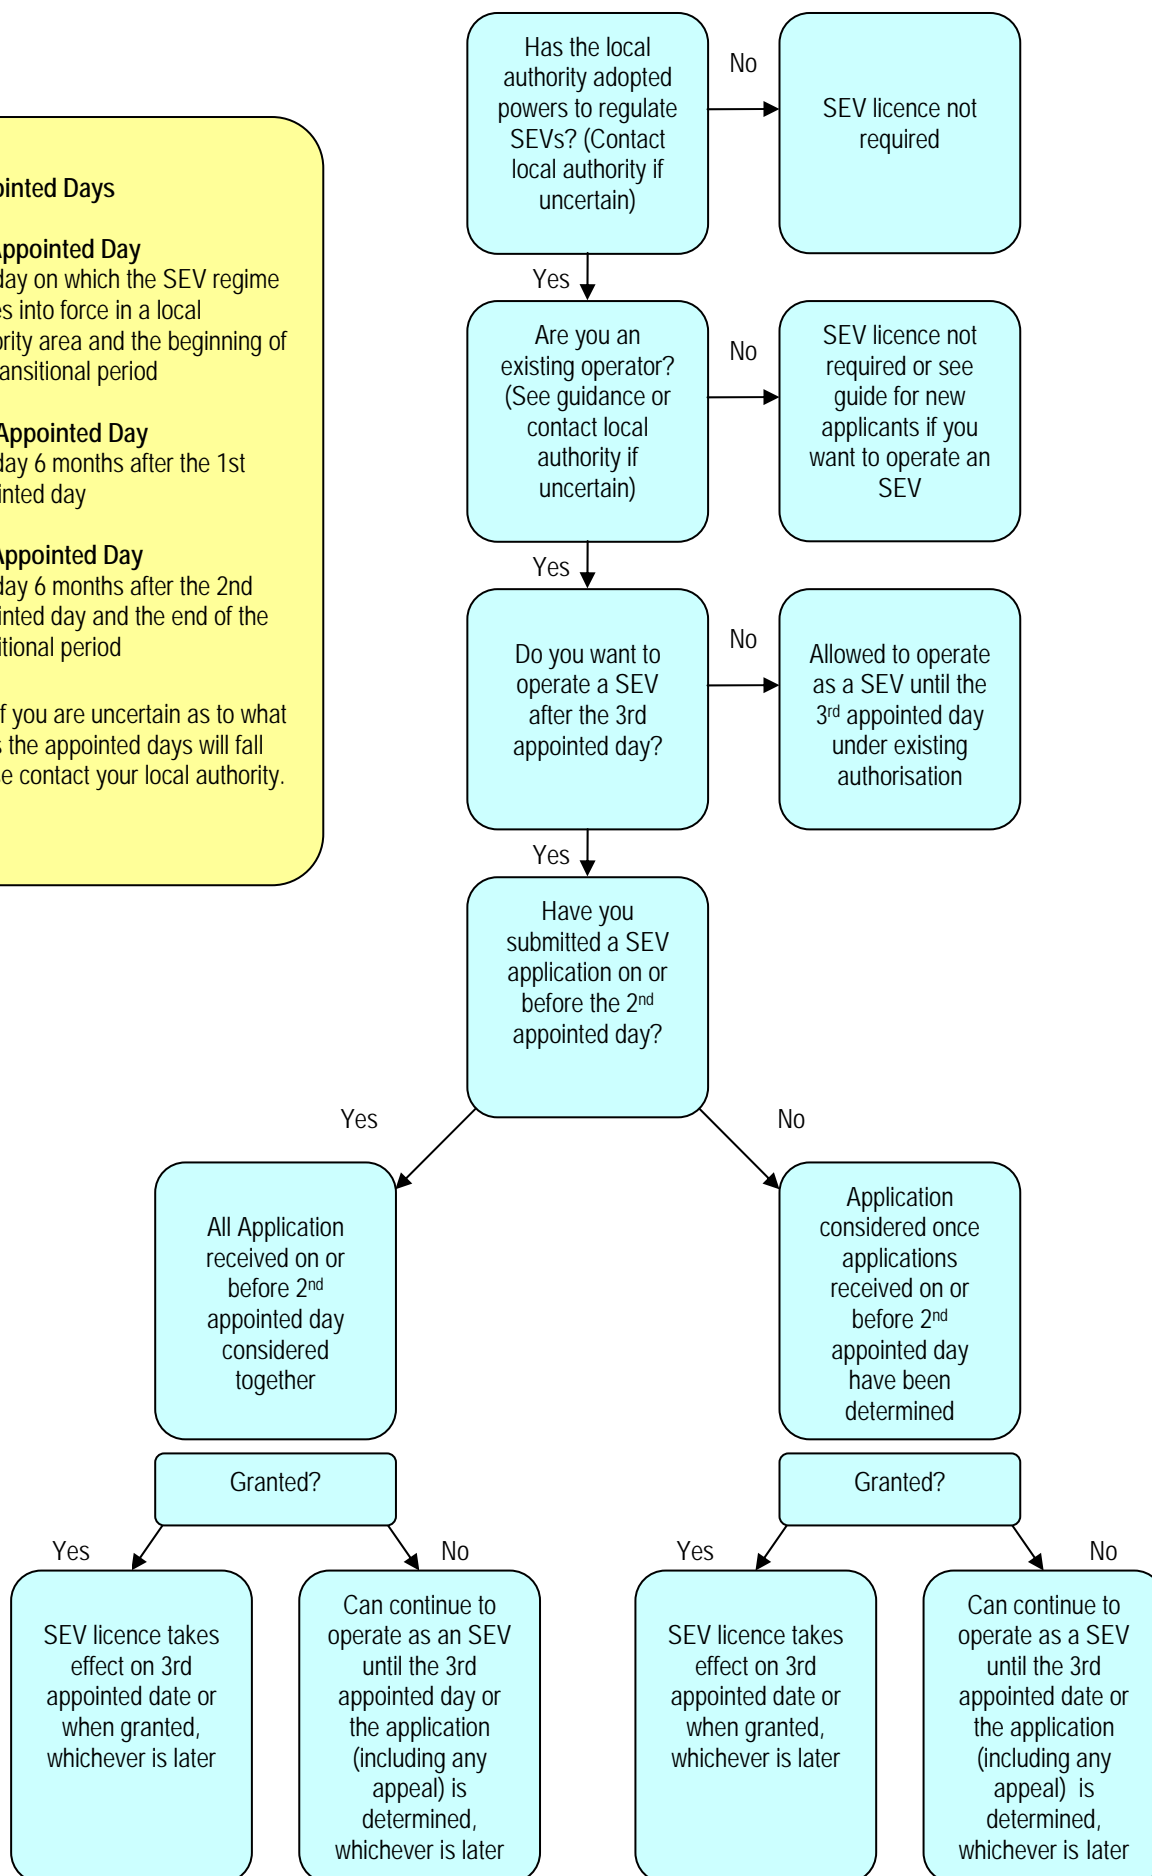 Has the local
authority adopted
powers to regulate
SEVs? (Contact
local authority if
uncertain)
No
SEV licence not
required
Appointed Day
day on which the SEV regime
into force in a local
area and the beginning of
Appointed Day
day 6 months after the 1st
day
Appointed Day
day 6 months after the 2nd
day and the end of the
period
if you are uncertain as to what
the appointed days will fall
contact your local authority.
Days
period
Yes
Are you an
existing operator?
(See guidance or
contact local
authority if
uncertain)
No
SEV licence not
required or see
guide for new
applicants if you
want to operate an
SEV
Yes
Do you want to
operate a SEV
after the 3rd
appointed day?
No
Allowed to operate
as a SEV until the
3rd appointed day
under existing
authorisation
Yes
Have you
submitted a SEV
application on or
before the 2nd
appointed day?
Yes
No
All Application
received on or
before 2nd
appointed day
considered
together
Application
considered once
applications
received on or
before 2nd
appointed day
have been
determined
Granted?
Granted?
Yes
No
Yes
No
SEV licence takes
effect on 3rd
appointed date or
when granted,
whichever is later
Can continue to
operate as an SEV
until the 3rd
appointed day or
the application
(including any
appeal) is
determined,
whichever is later
SEV licence takes
effect on 3rd
appointed date or
when granted,
whichever is later
Can continue to
operate as a SEV
until the 3rd
appointed date or
the application
(including any
appeal)  is
determined,
whichever is later